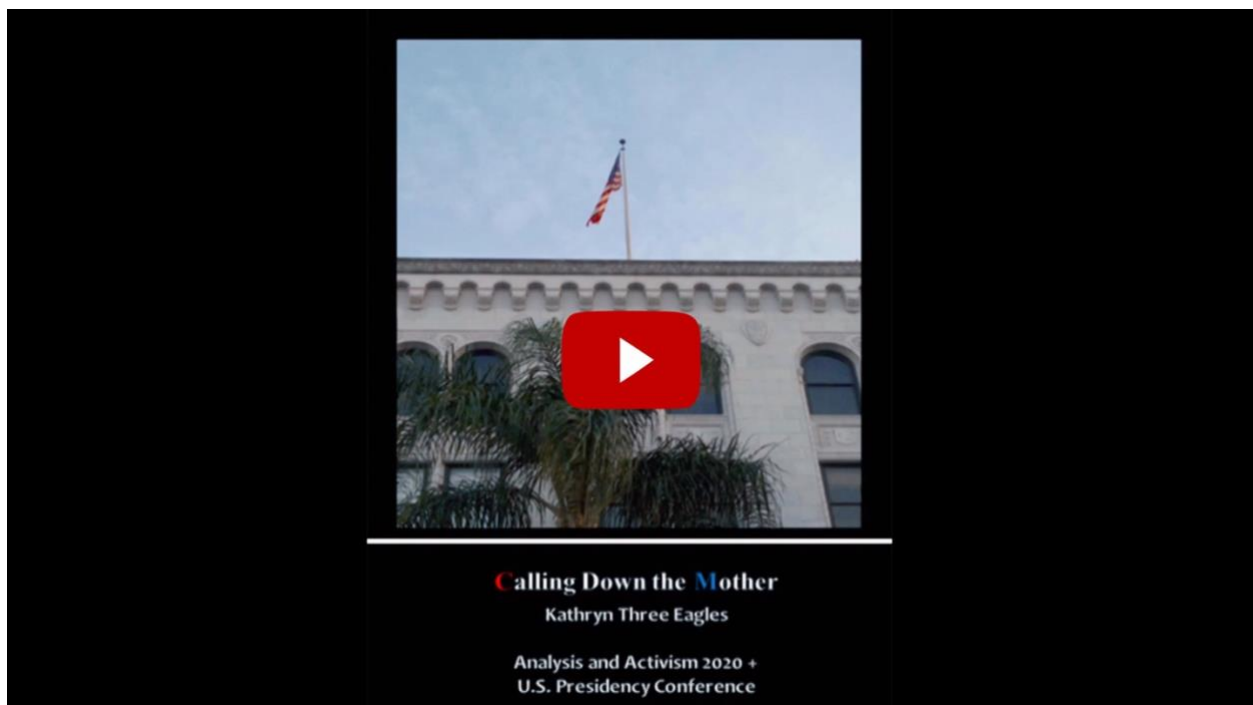 Calling Down the Mother
Kathryn Three Eagles
Analysis and Activism 2020 +
U.S. Presidency Conference